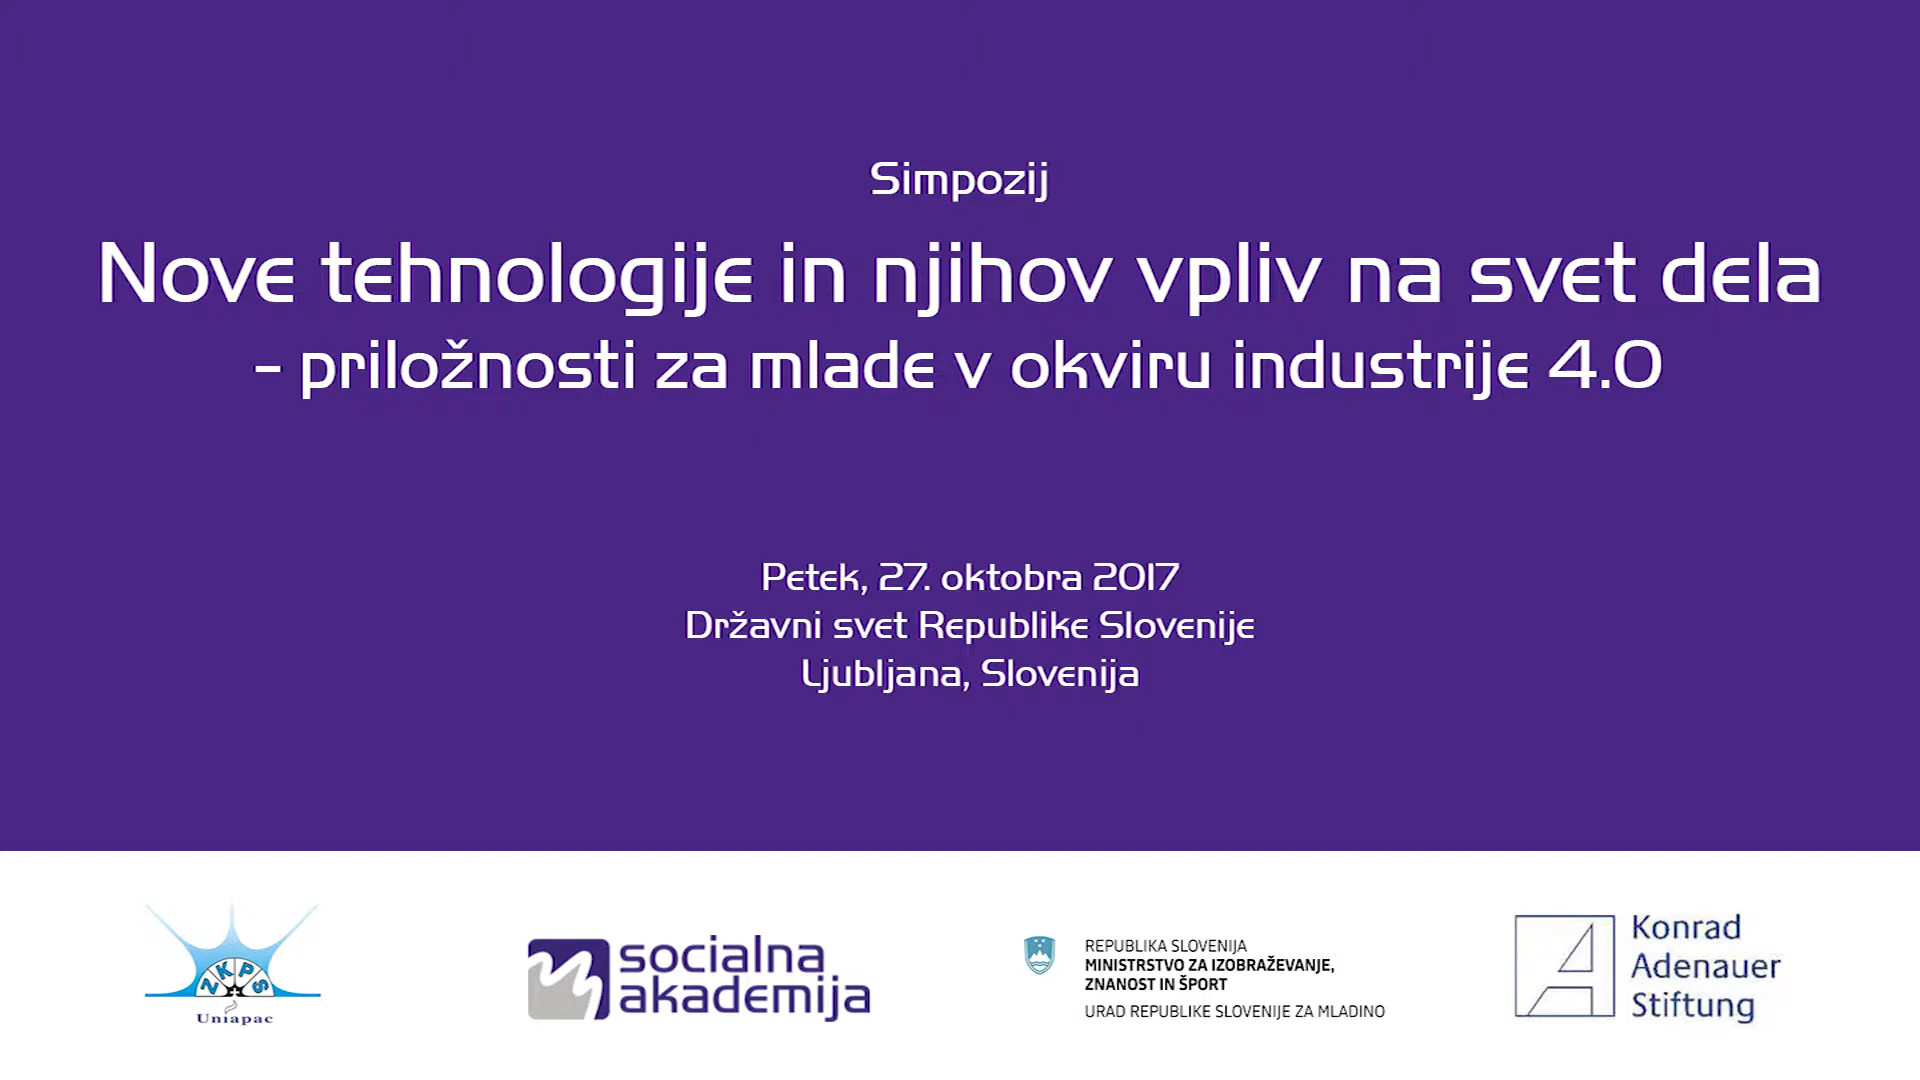 Simpozij
Nove tehnologije in njihov vpliv na svet dela
- priložnosti za mlade v okviru industrije 4.0
Petek, 27. oktobra 2017
Državni svet Republike Slovenije
Ljubljana, Slovenija
ZKPS
Uniapac
socialna
akademija
REPUBLIKA SLOVENIJA
MINISTRSTVO ZA IZOBRAŽEVANJE,
ZNANOST IN ŠPORT
URAD REPUBLIKE SLOVENIJE ZA MLADINO
Konrad
Adenauer
Stiftung